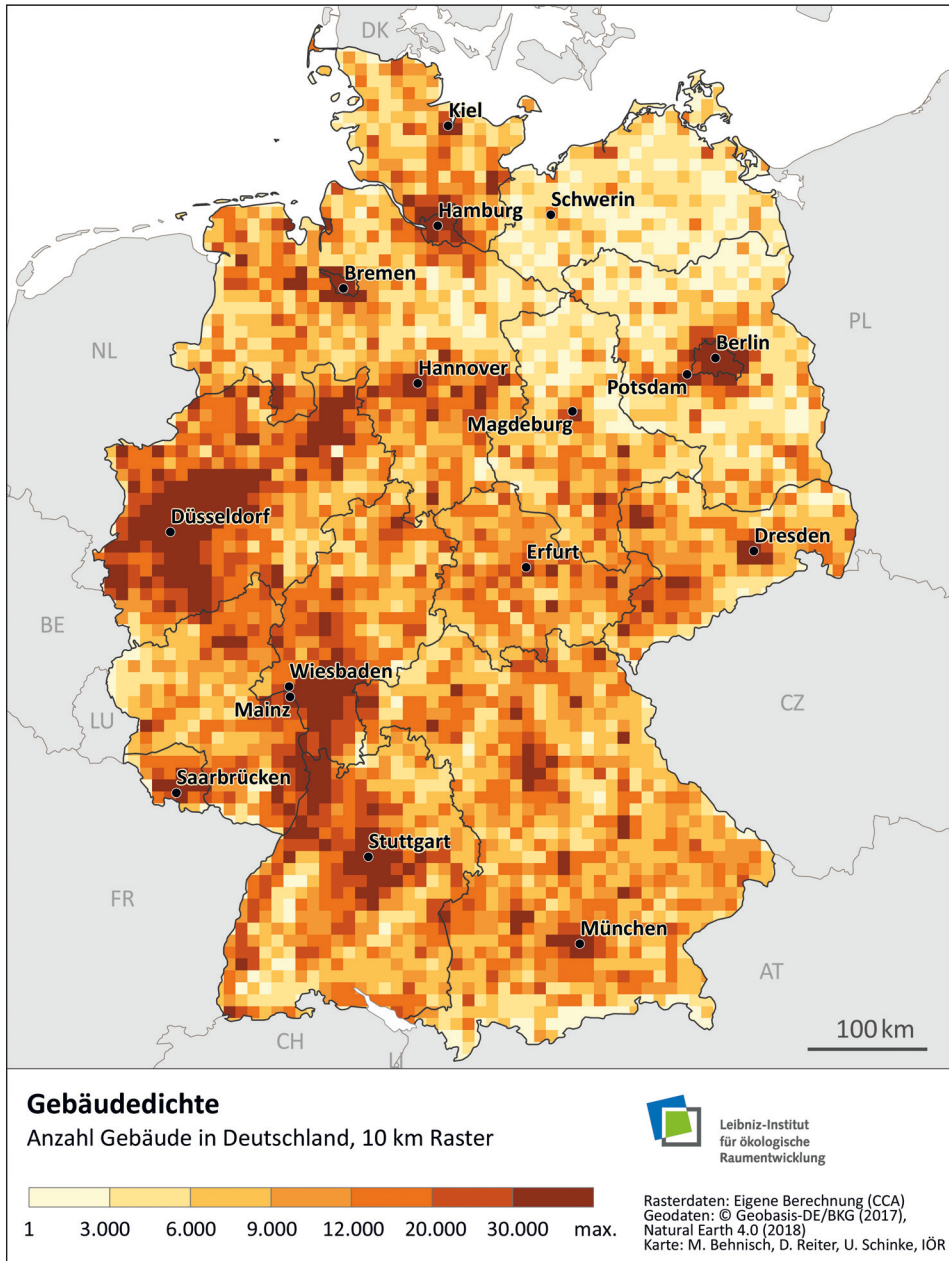 DK
Kiel
Schwerin
Hamburg
Bremen
PL
NL
Berlin
Hannover
Potsdam
Magdeburg
Düsseldorf
Dresden
Erfurt
BE
Wiesbaden
Mainz
LU
CZ
Saarbrücken
Stuttgart
FR
München
AT
CH
LI
100 km
Gebäudedichte
Anzahl Gebäude in Deutschland, 10 km Raster
1 3.000 6.000 9.000 12.000 20.000 30.000 max.
Leibniz-Institut
für ökologische
Raumentwicklung
Rasterdaten: Eigene Berechnung (CCA)
Geodaten: © Geobasis-DE/BKG (2017),
Natural Earth 4.0 (2018)
Karte: M. Behnisch, D. Reiter, U. Schinke, IÖR